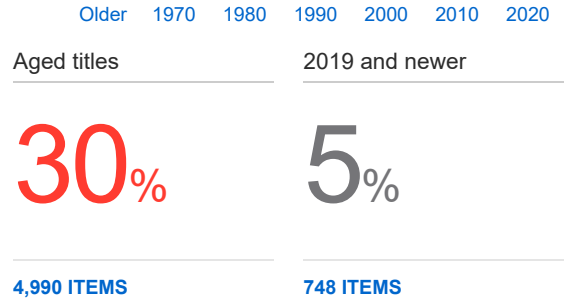 Older 1970 1980 1990 2000 2010 2020
Aged titles 2019 and newer
30% 5%
4,990 ITEMS 748 ITEMS